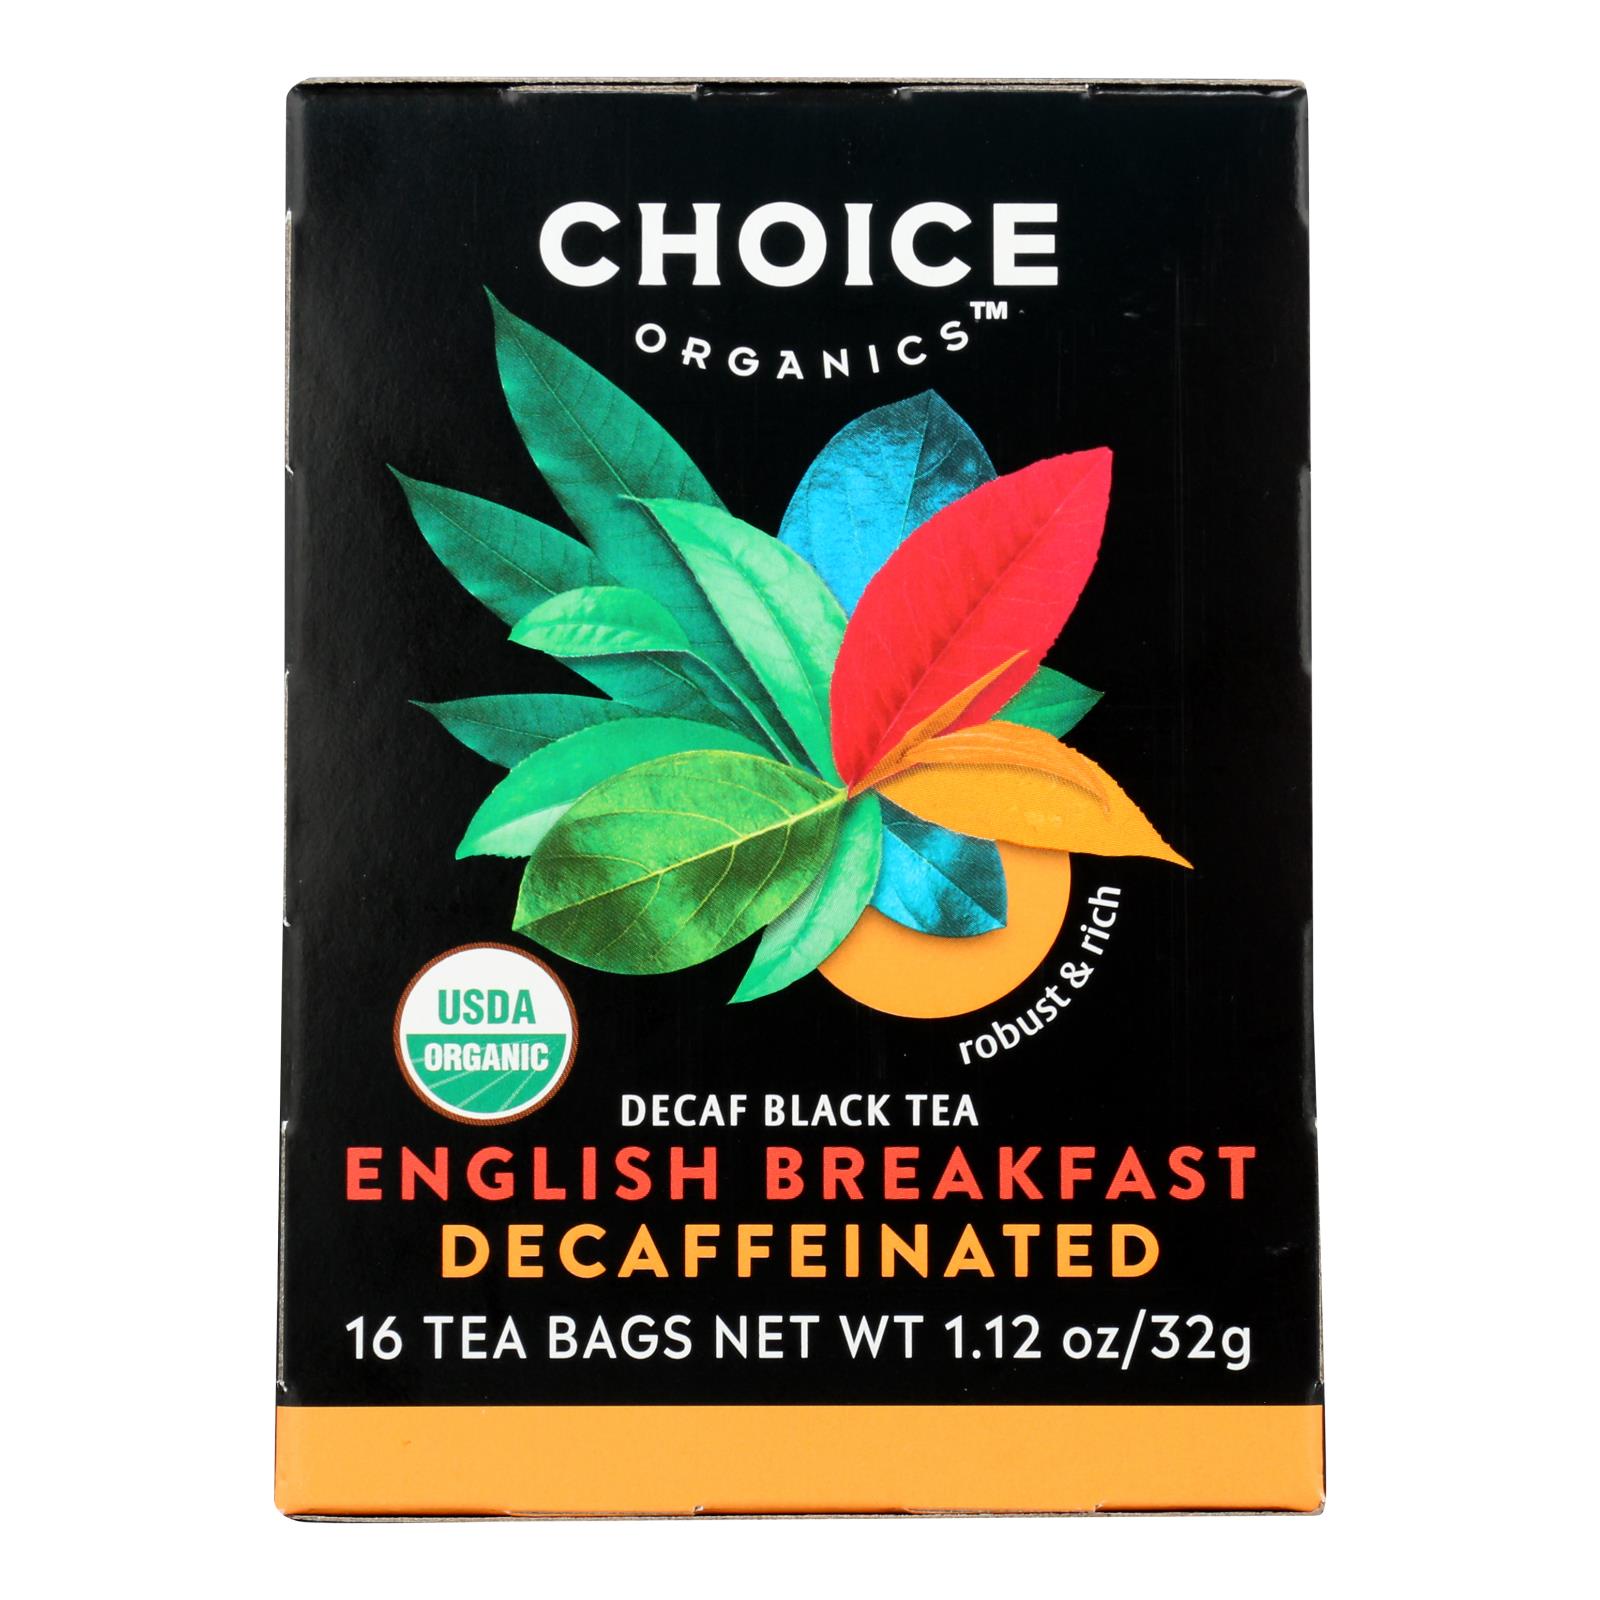 CHOICE
ORGANICS™
robust & rich
USDA
ORGANIC
DECAF BLACK TEA
ENGLISH BREAKFAST
DECAFFEINATED
16 TEA BAGS NET WT 1.12 oz/32g